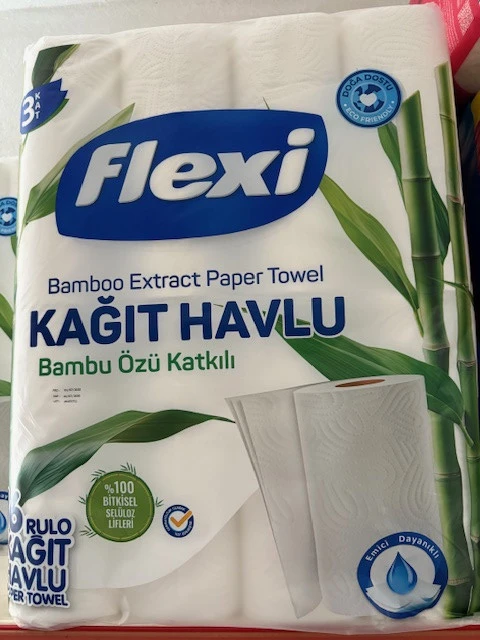 3
KAT
DOĞA DOSTU
ECO FRIENDLY
Flexi
Bamboo Extract Paper Towel
KAĞIT HAVLU
Bambu Özü Katkılı
%100
BİTKİSEL
SELÜLOZ
LİFLERİ
RULO
KAĞIT
HAVLU
PAPER TOWEL
Emici Dayanıklı